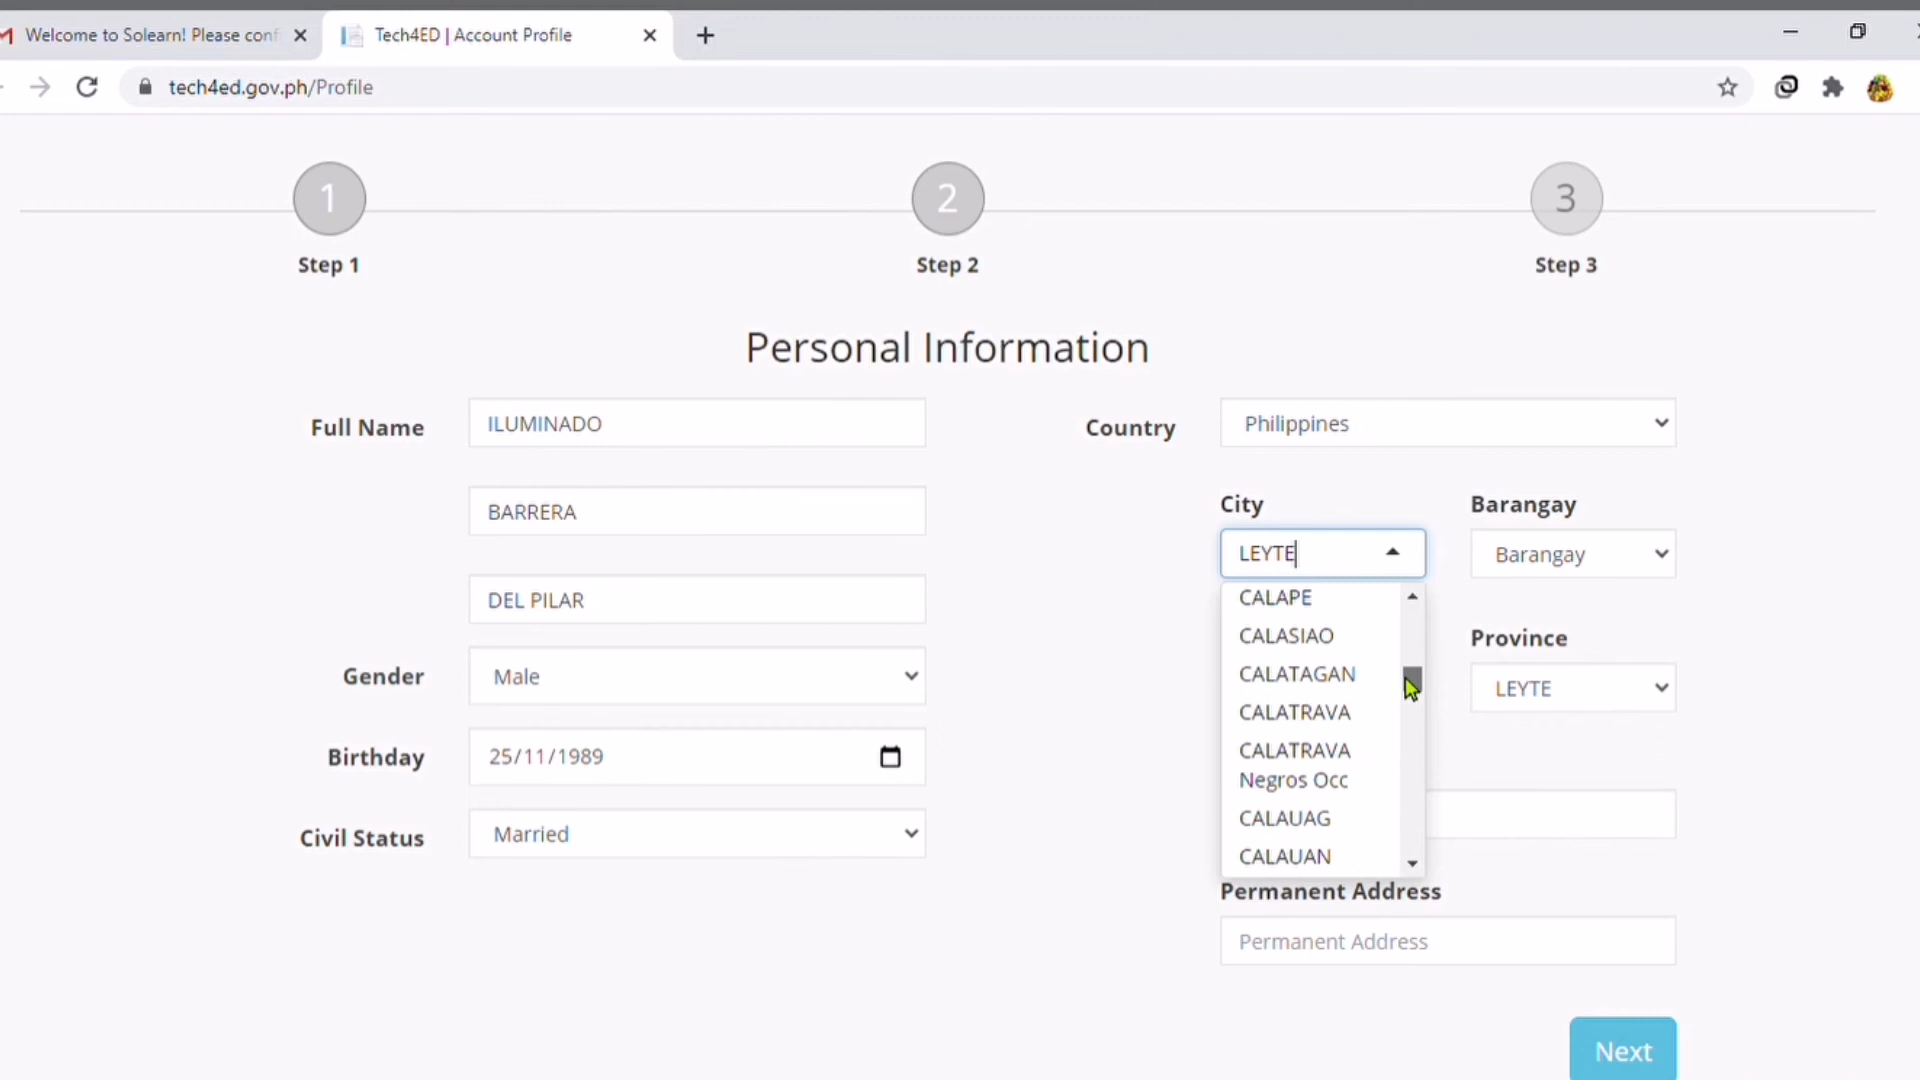 Welcome to Solearn! Please conf
Tech4ED | Account Profile
tech4ed.gov.ph/Profile
1
2
3
Step 1
Step 2
Step 3
Personal Information
Full Name
ILUMINADO
BARRERA
DEL PILAR
Gender
Male
Birthday
25/11/1989
Civil Status
Married
Country
Philippines
City
Barangay
LEYTE
Barangay
CALAPE
CALASIAO
CALATAGAN
CALATRAVA
CALATRAVA
Negros Occ
CALAUAG
CALAUAN
Province
LEYTE
Permanent Address
Permanent Address
Next